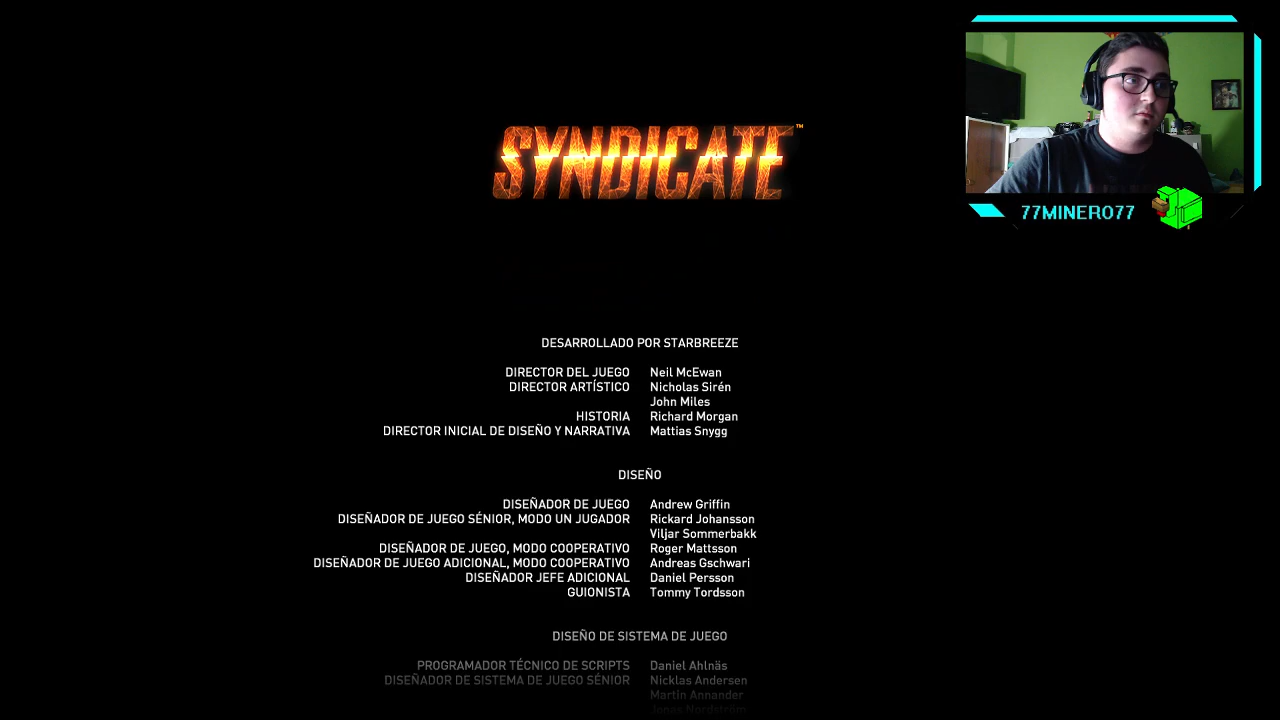 SYNDICATE™
77MINERO77
DESARROLLADO POR STARBREEZE
DIRECTOR DEL JUEGO Neil McEwan
DIRECTOR ARTÍSTICO Nicholas Sirén
John Miles
HISTORIA Richard Morgan
DIRECTOR INICIAL DE DISEÑO Y NARRATIVA Mattias Snygg
DISEÑO
DISEÑADOR DE JUEGO Andrew Griffin
DISEÑADOR DE JUEGO SÉNIOR, MODO UN JUGADOR Rickard Johansson
Viljar Sommerbakk
DISEÑADOR DE JUEGO, MODO COOPERATIVO Roger Mattsson
DISEÑADOR DE JUEGO ADICIONAL, MODO COOPERATIVO Andreas Gschwari
DISEÑADOR JEFE ADICIONAL Daniel Persson
GUIONISTA Tommy Tordsson
DISEÑO DE SISTEMA DE JUEGO
PROGRAMADOR TÉCNICO DE SCRIPTS Daniel Ahlnäs
DISEÑADOR DE SISTEMA DE JUEGO SÉNIOR Nicklas Andersen
Martin Annander
Jonas Nordström